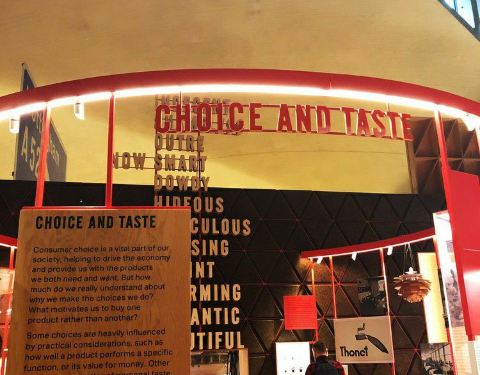 CHOICE AND TASTE
OUTRE
NOW SMART
DOWDY
HIDEOUS
CULOUS
SING
NT
RMING
ANTIC
UTIFUL
A 52
CHOICE AND TASTE
Consumer choice is a vital part of our
society, helping to drive the economy
and provide us with the products
we both need and want. But how
much do we really understand about
why we make the choices we do?
What motivates us to buy one
product rather than another?
Some choices are heavily influenced
by practical considerations, such as
how well a product performs a specific
function, or its value for money. Other
Thonet